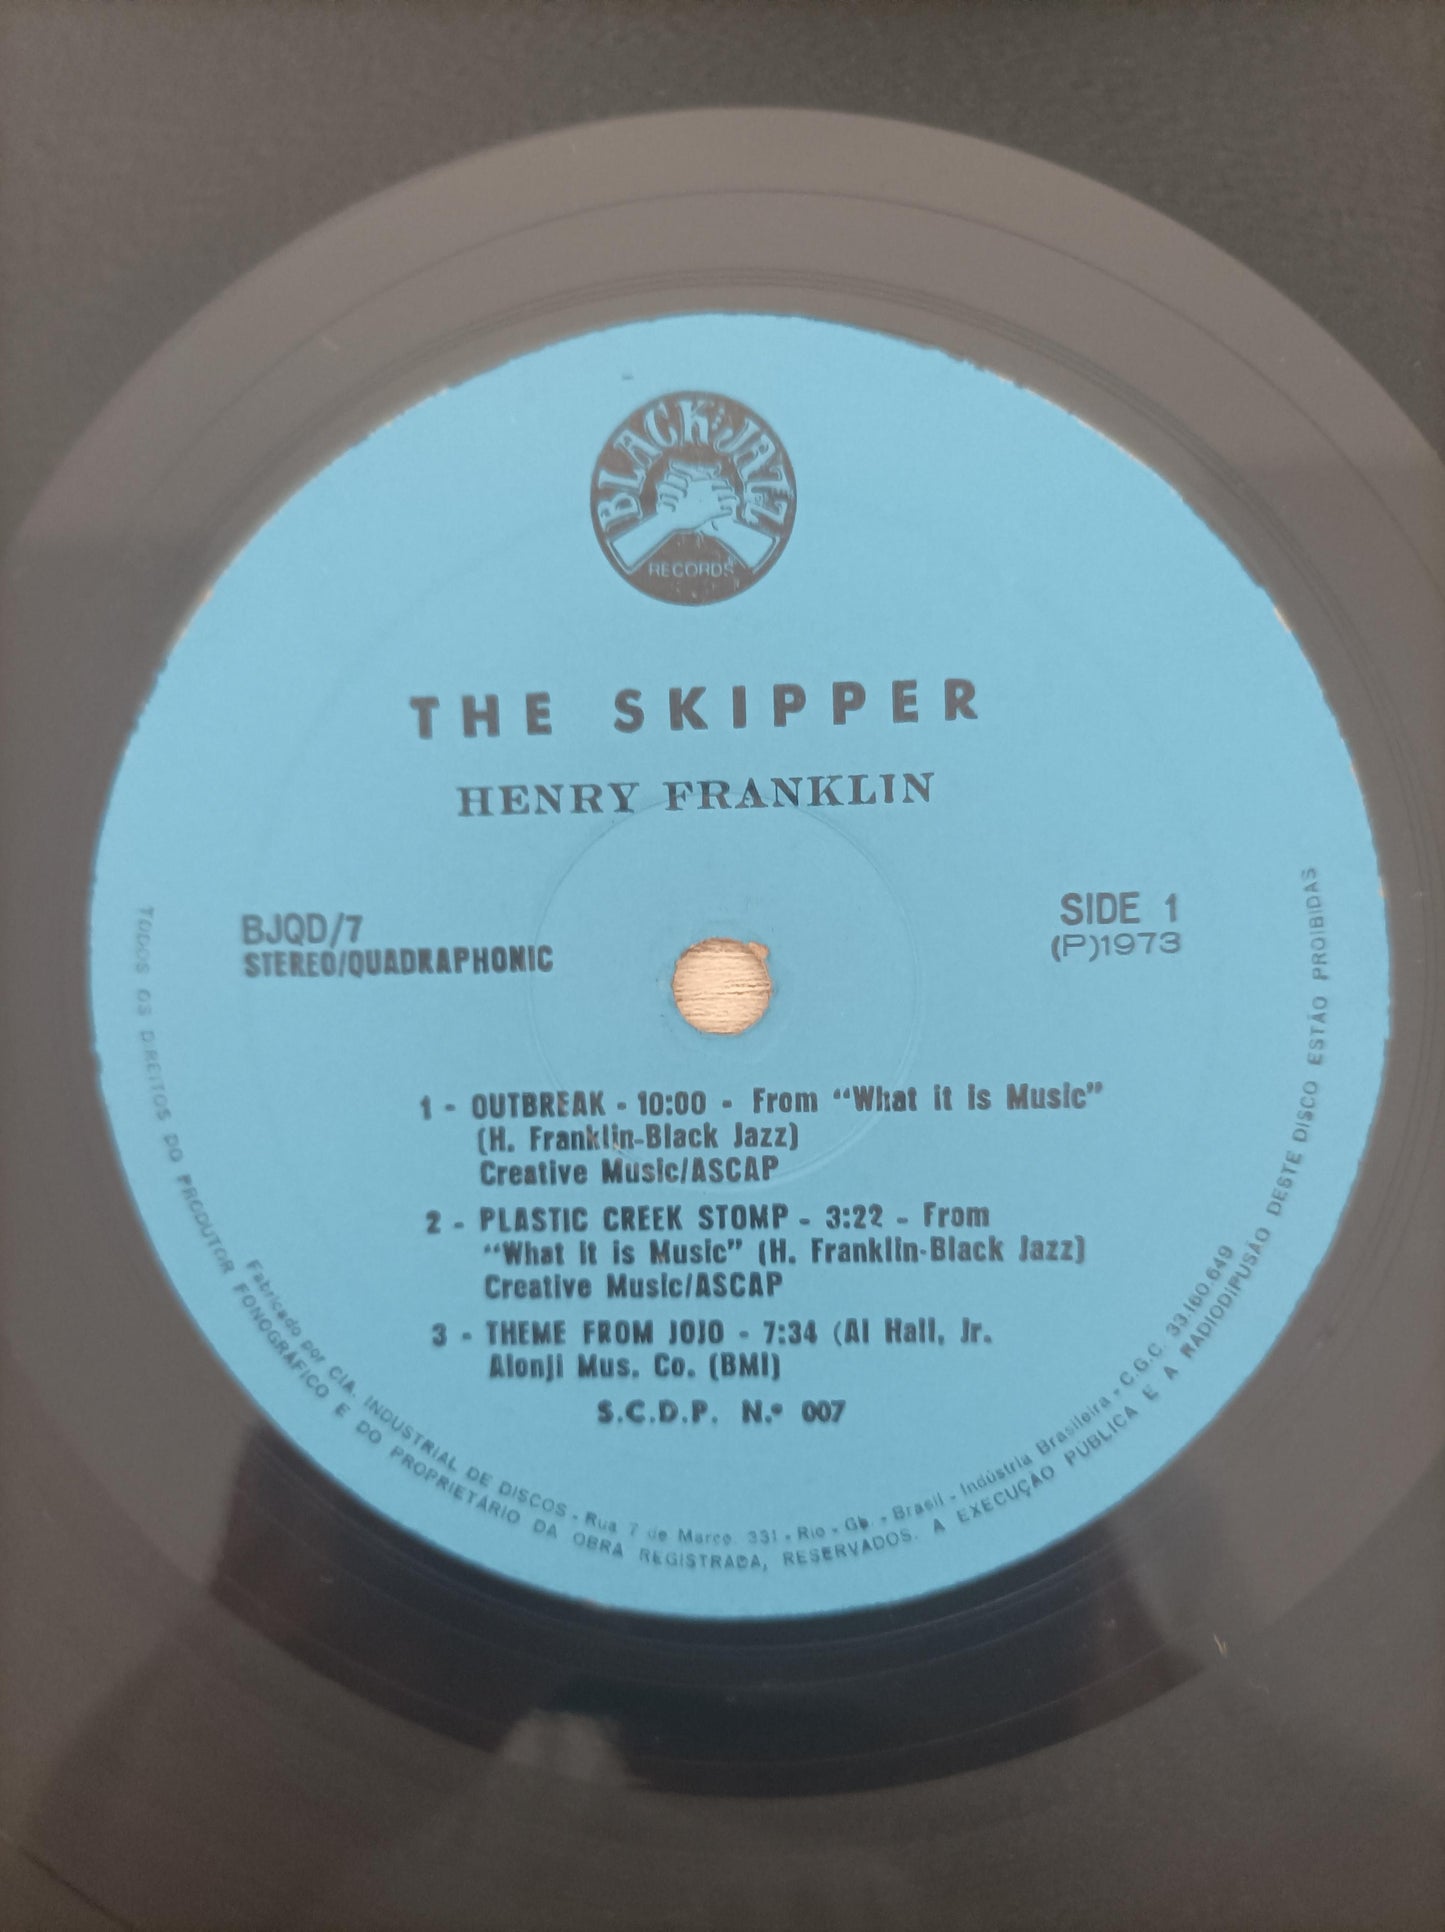 BLACK JAZZ
RECORDS
THE SKIPPER
HENRY FRANKLIN
BJQD/7
STEREO/QUADRAPHONIC
SIDE 1
(P)1973
1 - OUTBREAK - 10:00 - From “What it is Music”
(H. Franklin-Black Jazz)
Creative Music/ASCAP
2 - PLASTIC CREEK STOMP - 3:22 - From
“What it is Music” (H. Franklin-Black Jazz)
Creative Music/ASCAP
3 - THEME FROM JOJO - 7:34 (Al Hall, Jr.
Alonji Mus. Co. (BMI)
S.C.D.P. N.º 007
Fabricado por CIA. INDUSTRIAL DE DISCOS - Rua 7 de Março, 331 - Rio - Gb. - Brasil - Indústria Brasileira - C.G.C. 33.160.649
TODOS OS DIREITOS DO PRODUTOR FONOGRÁFICO E DO PROPRIETÁRIO DA OBRA REGISTRADA, RESERVADOS. A EXECUÇÃO PÚBLICA E A RADIODIPUSÃO DESTE DISCO ESTÃO PROIBIDAS